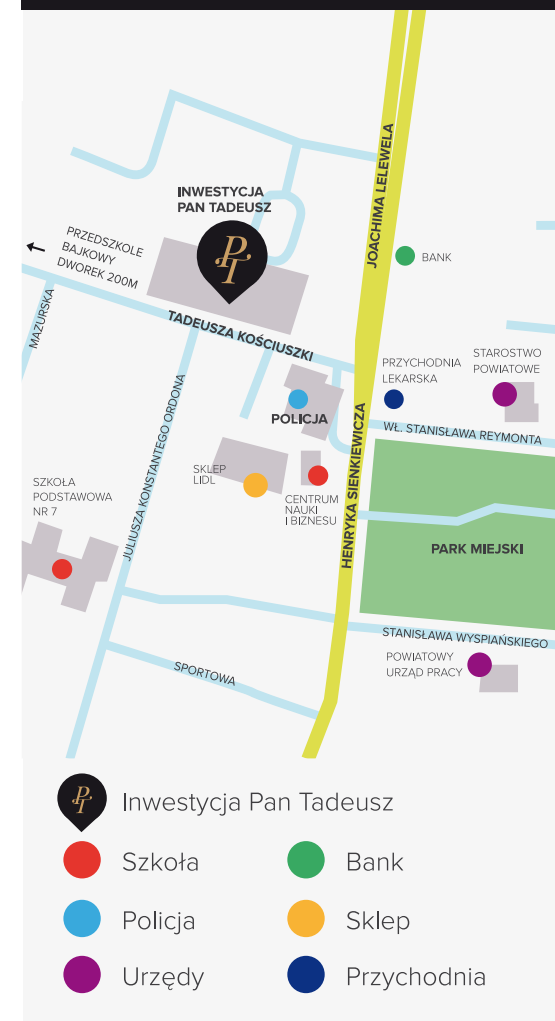 JOACHIMA LELEWELA
INWESTYCJA
PAN TADEUSZ
PT
PRZEDSZKOLE
BAJKOWY
DWOREK 200M
BANK
MAZURSKA
TADEUSZA KOŚCIUSZKI
PRZYCHODNIA
LEKARSKA
STAROSTWO
POWIATOWE
JULIUSZA KONSTANTEGO ORDONA
POLICJA
WŁ. STANISŁAWA REYMONTA
HENRYKA SIENKIEWICZA
SKLEP
LIDL
CENTRUM
NAUKI
I BIZNESU
SZKOŁA
PODSTAWOWA
NR 7
PARK MIEJSKI
STANISŁAWA WYSPIAŃSKIEGO
POWIATOWY
URZĄD PRACY
SPORTOWA
PT
Inwestycja Pan Tadeusz
Szkoła
Bank
Policja
Sklep
Urzędy
Przychodnia